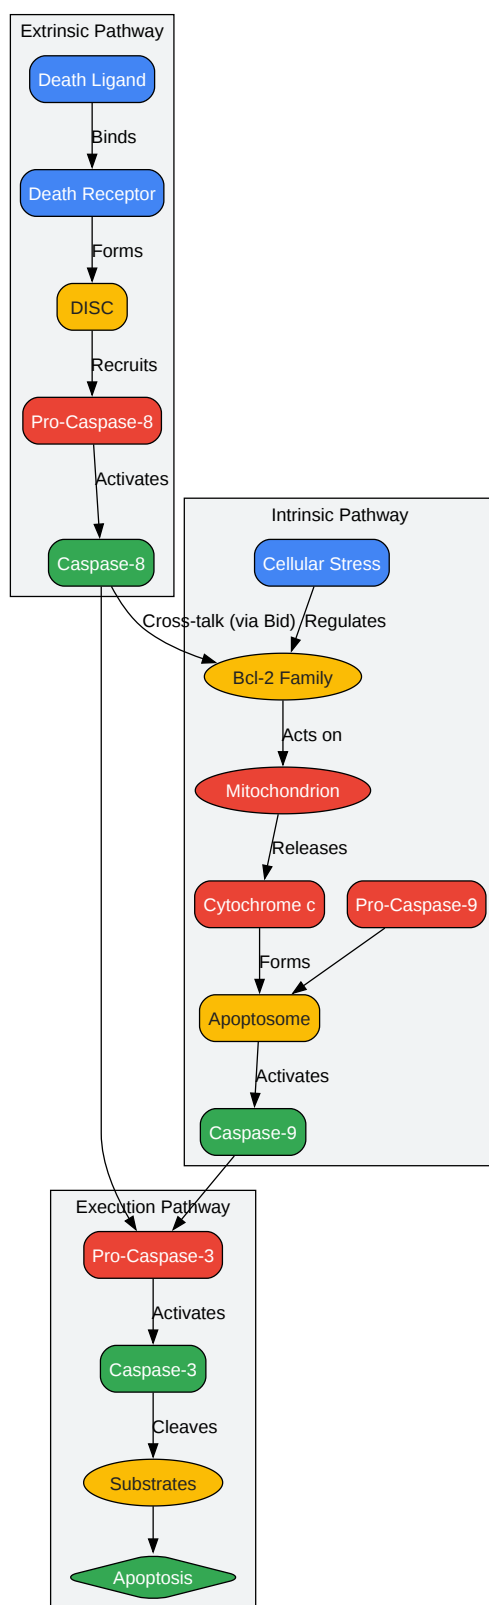 Extrinsic Pathway
Death Ligand
Binds
Death Receptor
Forms
DISC
Recruits
Pro-Caspase-8
Activates
Caspase-8
Intrinsic Pathway
Cellular Stress
Cross-talk (via Bid)
Regulates
Bcl-2 Family
Acts on
Mitochondrion
Releases
Cytochrome c
Pro-Caspase-9
Forms
Apoptosome
Activates
Caspase-9
Execution Pathway
Pro-Caspase-3
Activates
Caspase-3
Cleaves
Substrates
Apoptosis